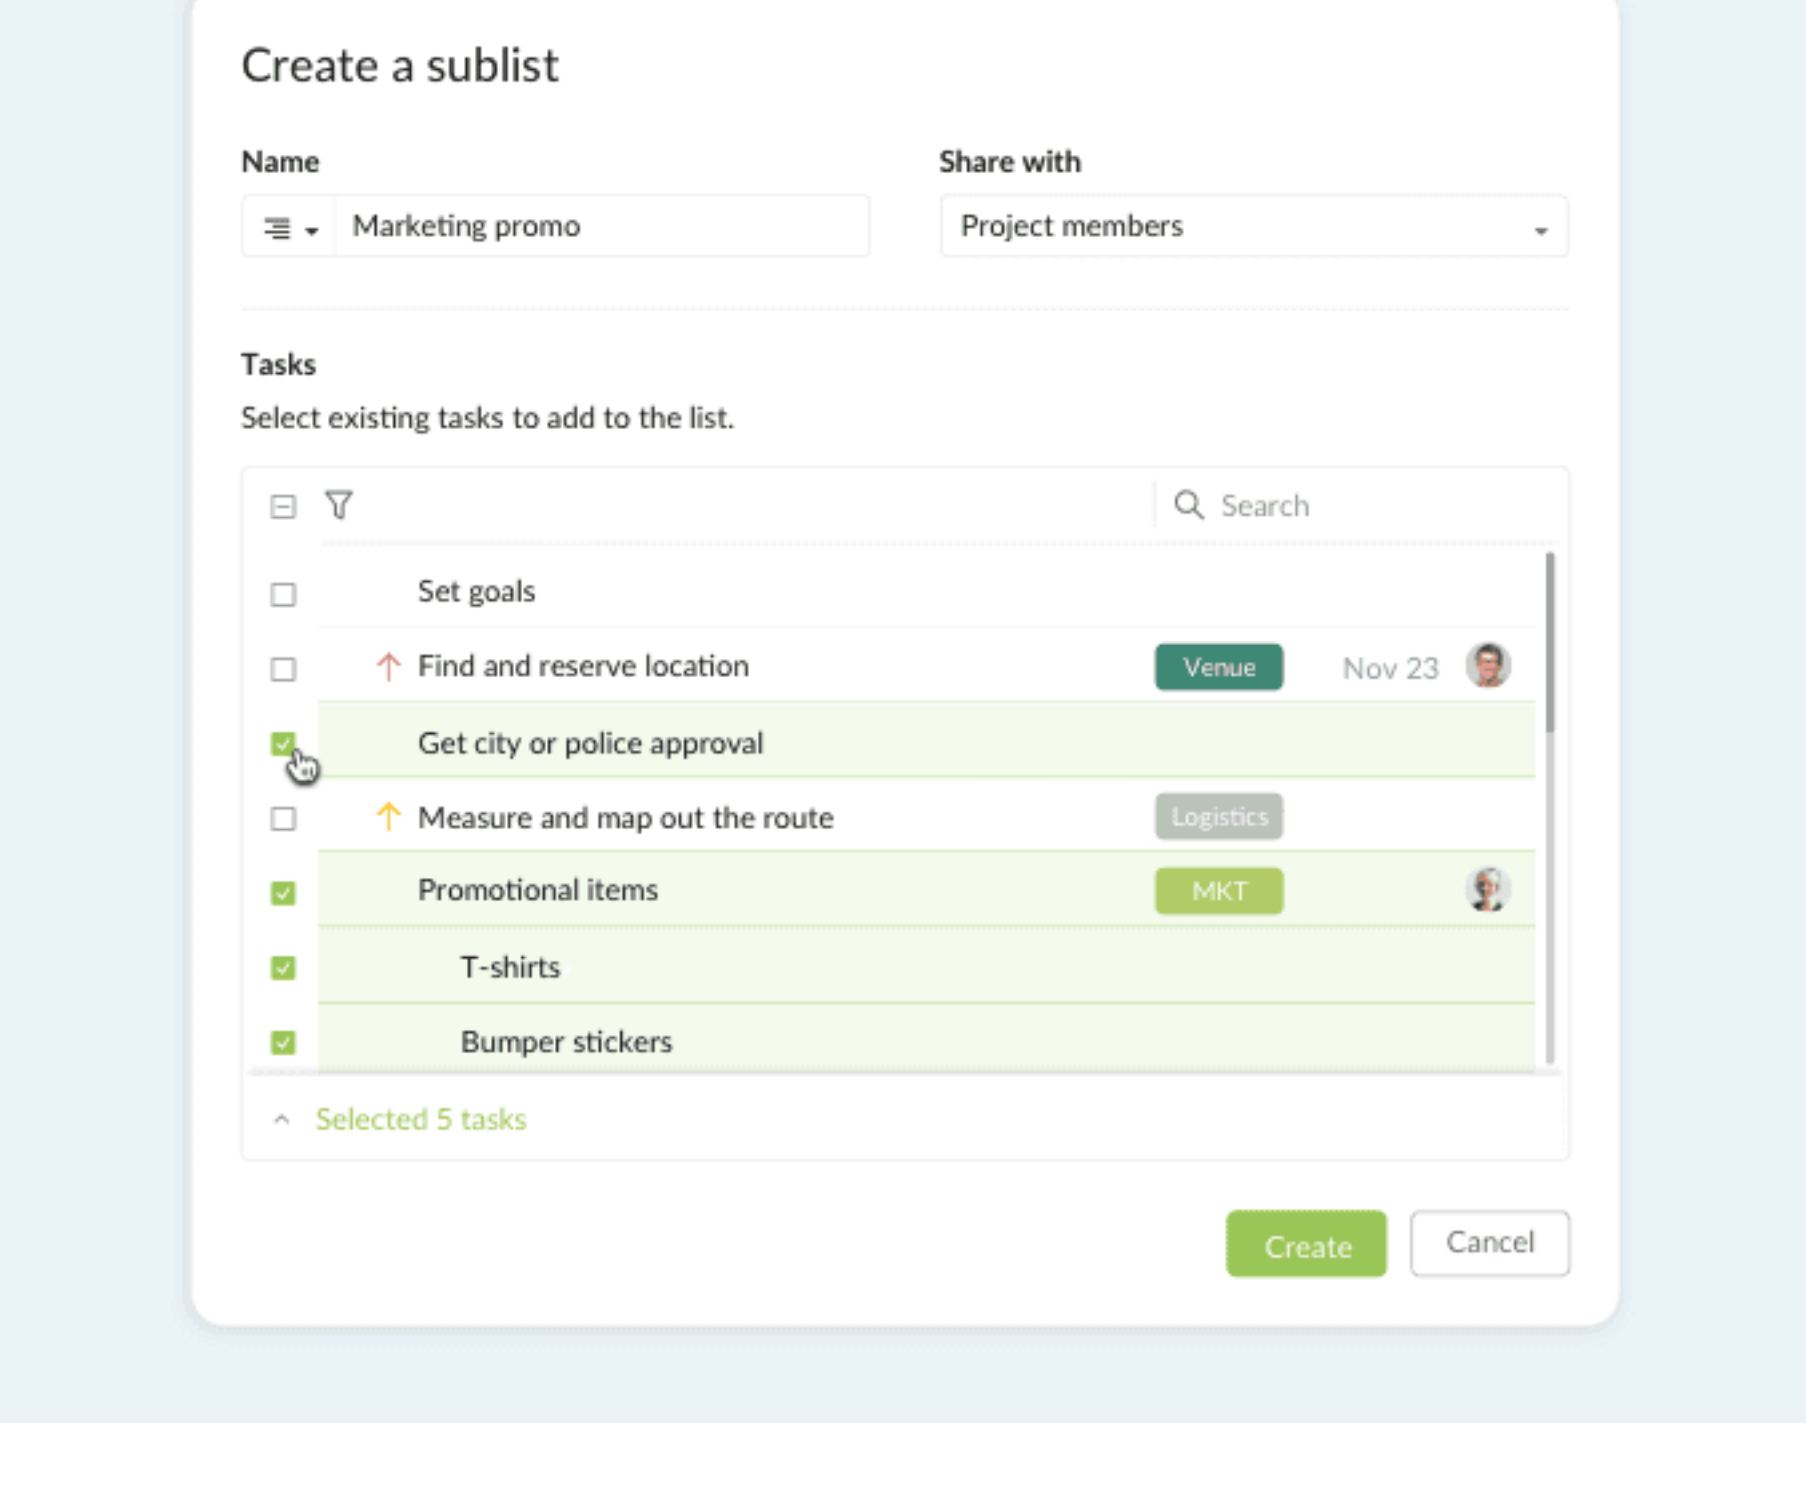 Create a sublist
Name
Share with
Marketing promo
Project members
Tasks
Select existing tasks to add to the list.
Search
Set goals
Find and reserve location Venue Nov 23
Get city or police approval
Measure and map out the route Logistics
Promotional items MKT
T-shirts
Bumper stickers
Selected 5 tasks
Create
Cancel